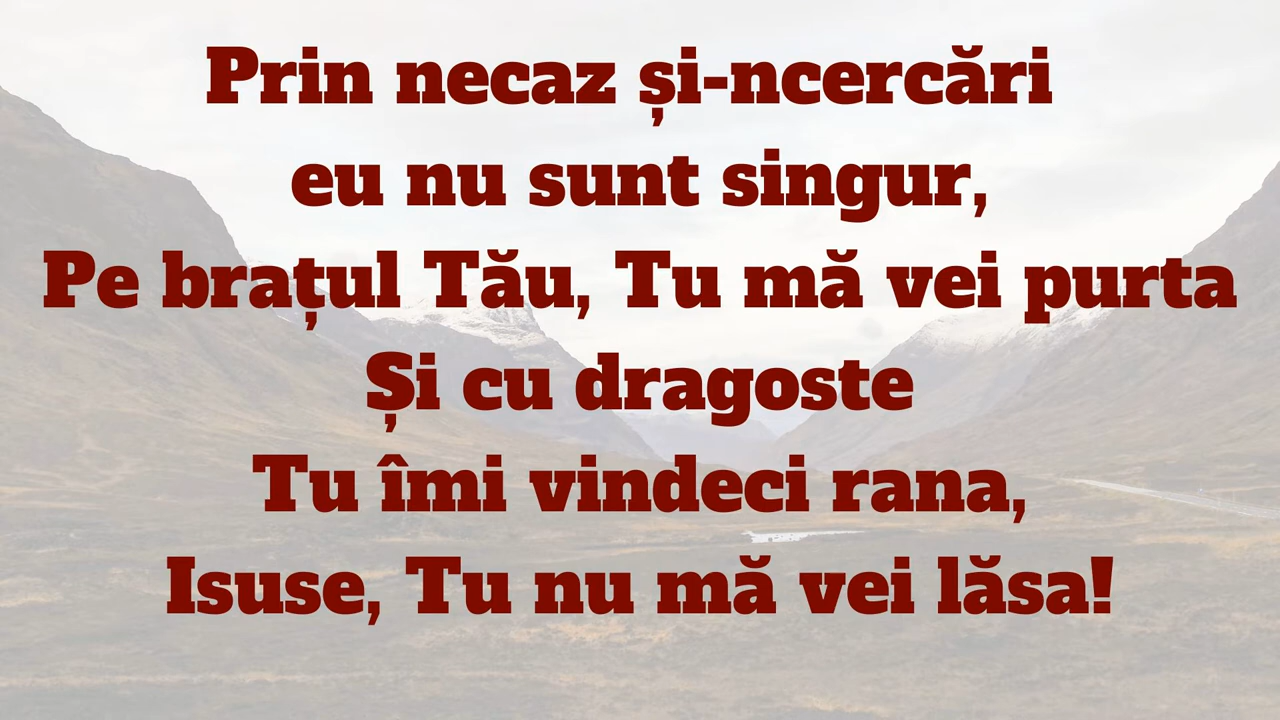 Prin necaz și-ncercări
eu nu sunt singur,
Pe brațul Tău, Tu mă vei purta
Și cu dragoste
Tu îmi vindeci rana,
Isuse, Tu nu mă vei lăsa!